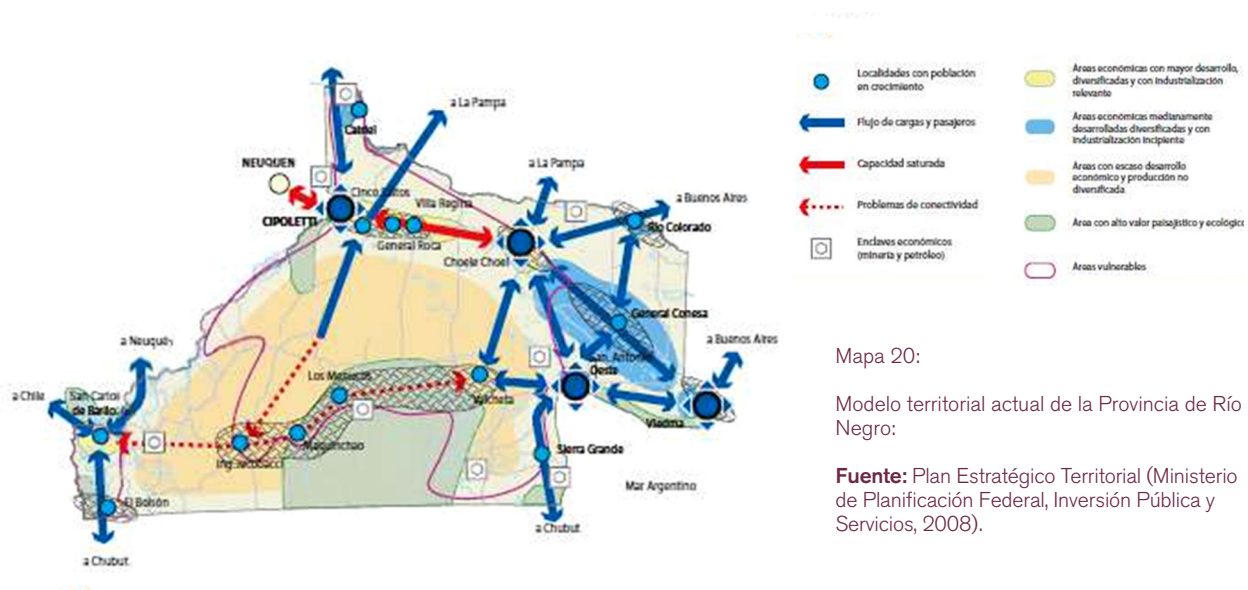 a La Pampa
Catriel
NEUQUEN
a La Pampa
Cinco Saltos
Villa Regina
a Buenos Aires
CIPOLETTI
Río Colorado
General Roca
Choele Choel
General Conesa
a Neuquén
a Buenos Aires
San Antonio
Oeste
Los Menucos
a Chile
San Carlos
de Bariloche
Valcheta
Viedma
Maquinchao
Ing. Jacobacci
Sierra Grande
Mar Argentino
El Bolsón
a Chubut
a Chubut
Localidades con población
en crecimiento
Flujo de cargas y pasajeros
Capacidad saturada
Problemas de conectividad
Enclaves económicos
(minería y petróleo)
Areas económicas con mayor desarrollo,
diversificadas y con industrialización
relevante
Areas económicas medianamente
desarrolladas diversificadas y con
industrialización incipiente
Areas con escaso desarrollo
económico y producción no
diversificada
Area con alto valor paisajístico y ecológico
Areas vulnerables
Mapa 20:
Modelo territorial actual de la Provincia de Río
Negro:
Fuente: Plan Estratégico Territorial (Ministerio
de Planificación Federal, Inversión Pública y
Servicios, 2008).